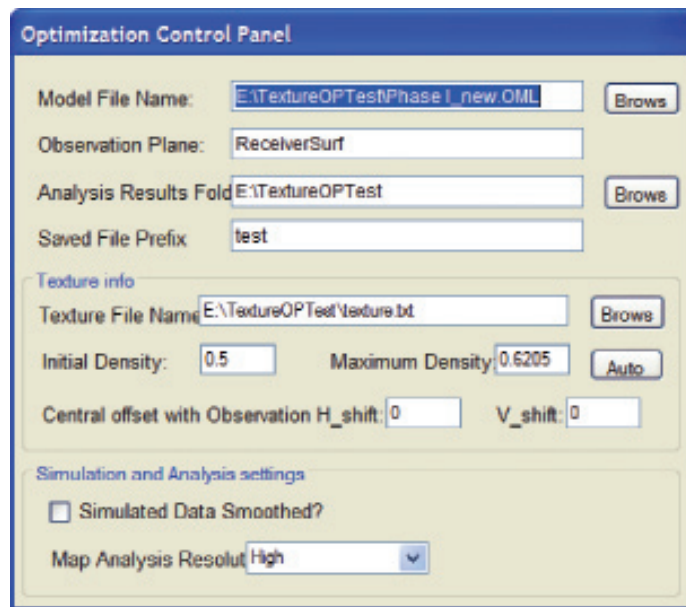 Optimization Control Panel
Model File Name: E:\TextureOPTest\Phase I_new.OML Brows
Observation Plane: ReceiverSurf
Analysis Results Fold E:\TextureOPTest Brows
Saved File Prefix test
Texture info
Texture File Name E:\TextureOPTest\texture.txt Brows
Initial Density: 0.5 Maximum Density: 0.6205 Auto
Central offset with Observation H_shift: 0 V_shift: 0
Simulation and Analysis settings
Simulated Data Smoothed?
Map Analysis Resolut High